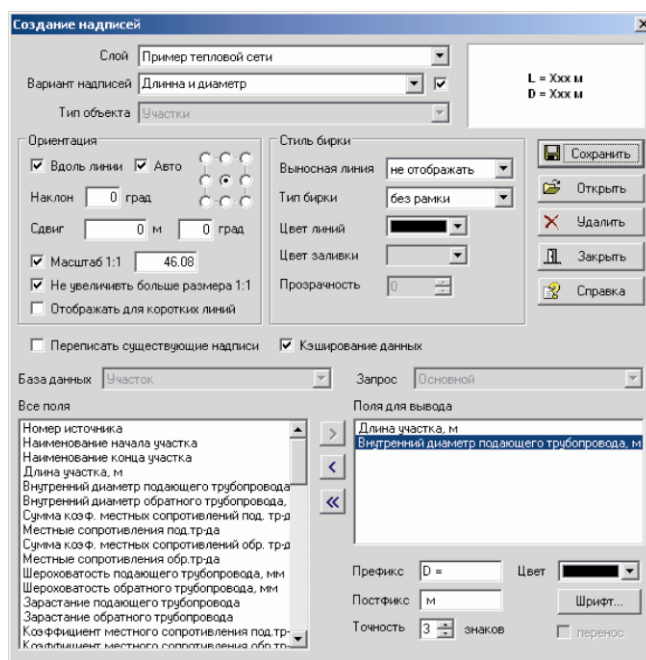 Создание надписей
Слой Пример тепловой сети
Вариант надписей Длинна и диаметр
Тип объекта Участки
L = Xxx м
D = Xxx м
Ориентация
Вдоль линии Авто
Наклон 0 град
Сдвиг 0 м 0 град
Масштаб 1:1 46.08
Не увеличивть больше размера 1:1
Отображать для коротких линий
Стиль бирки
Выносная линия не отображать
Тип бирки без рамки
Цвет линий
Цвет заливки
Прозрачность 0
Сохранить
Открыть
Удалить
Закрыть
Справка
Переписать существующие надписи Кэширование данных
База данных Участок Запрос Основной
Все поля
Номер источника
Наименование начала участка
Наименование конца участка
Длина участка, м
Внутренний диаметр подающего трубопровода
Внутренний диаметр обратного трубопровода,
Сумма коэф. местных сопротивлений под. тр-д
Местные сопротивления под.тр-да
Сумма коэф. местных сопротивлений обр. тр-д
Местные сопротивления обр.тр-да
Шероховатость подающего трубопровода, мм
Шероховатость обратного трубопровода, мм
Зарастание подающего трубопровода
Зарастание обратного трубопровода
Коэффициент местного сопротивления под.тр-
Коэффициент местного сопротивления обр.тр-
Поля для вывода
Длина участка, м
Внутренний диаметр подающего трубопровода, м
Префикс D = Цвет
Постфикс м Шрифт...
Точность 3 знаков перенос